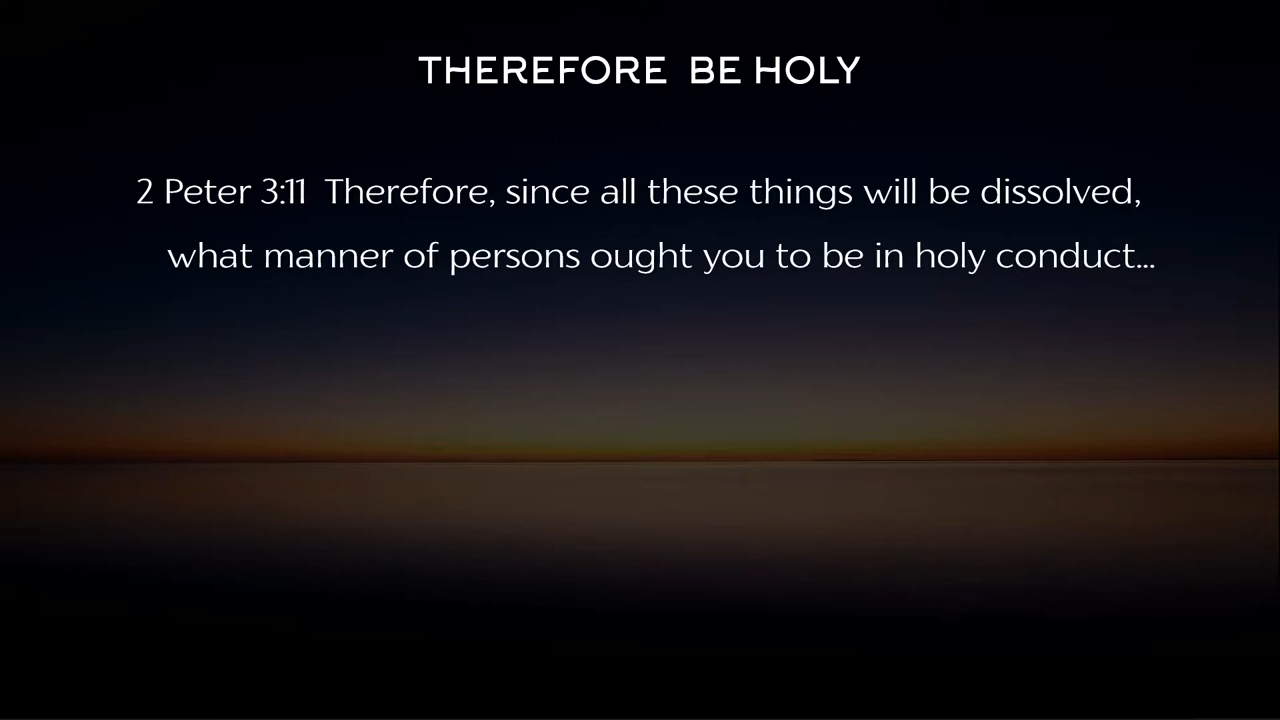 THEREFORE BE HOLY
2 Peter 3:11 Therefore, since all these things will be dissolved,
what manner of persons ought you to be in holy conduct...